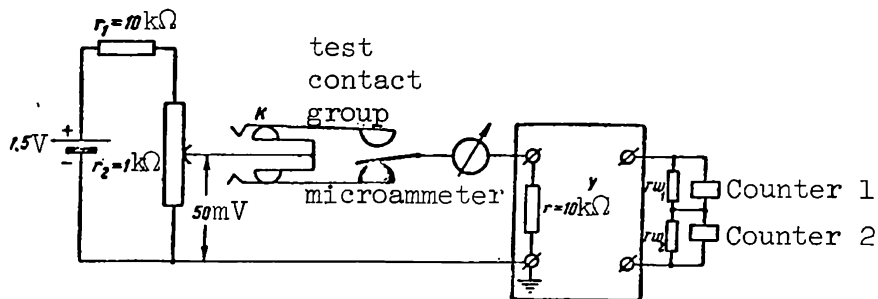 r₁=10kΩ
test
contact
group
K
1.5V
+
-
r₂=1kΩ
50mV
microammeter
y
r=10kΩ
rш₁
rш₂
Counter 1
Counter 2